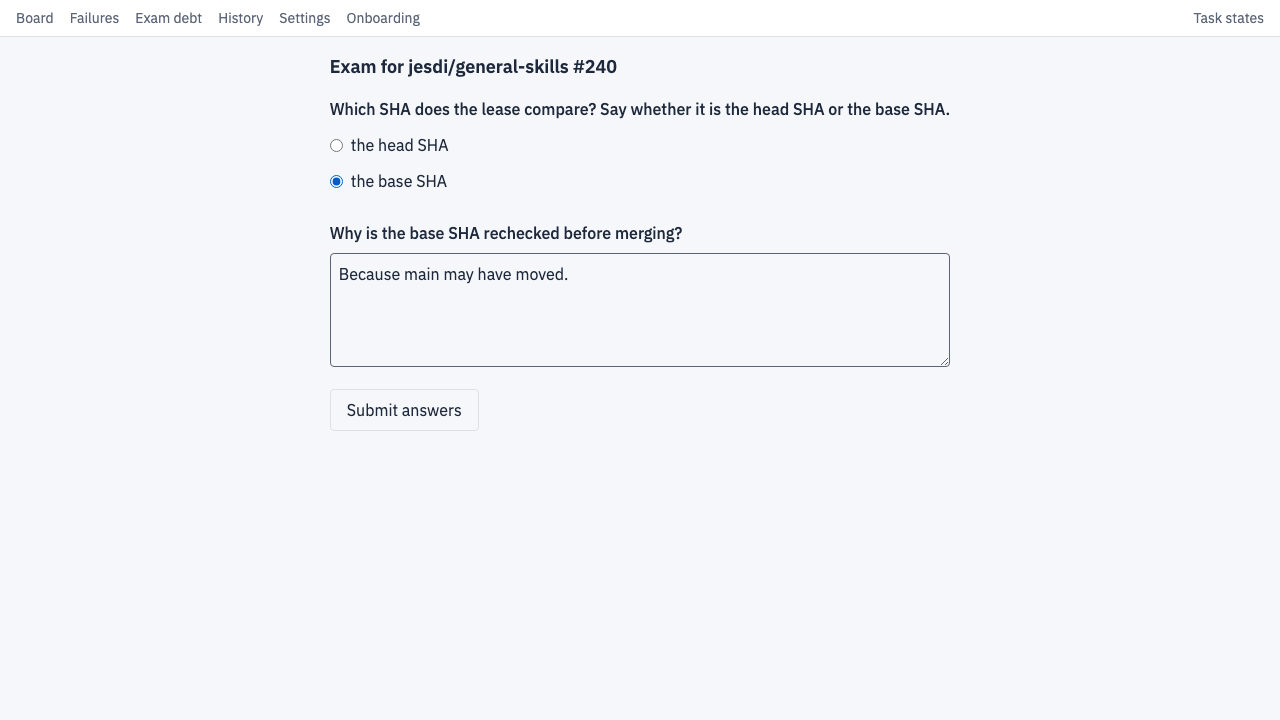 Board Failures Exam debt History Settings Onboarding Task states
Exam for jesdi/general-skills #240
Which SHA does the lease compare? Say whether it is the head SHA or the base SHA.
the head SHA
the base SHA
Why is the base SHA rechecked before merging?
Because main may have moved.
Submit answers